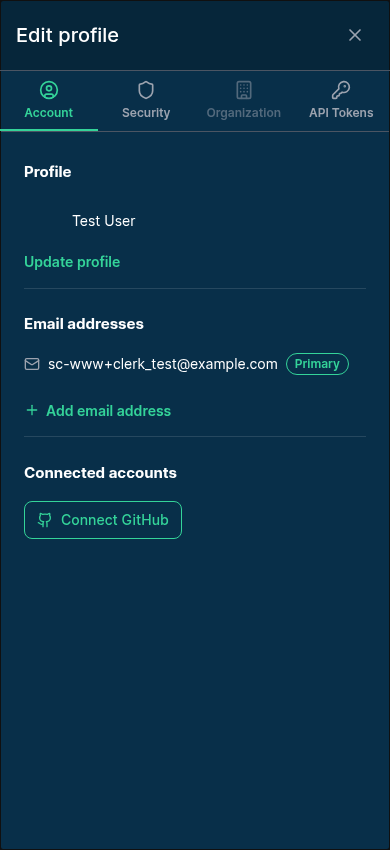 Edit profile
Account
Security
Organization
API Tokens
Profile
Test User
Update profile
Email addresses
sc-www+clerk_test@example.com Primary
Add email address
Connected accounts
Connect GitHub